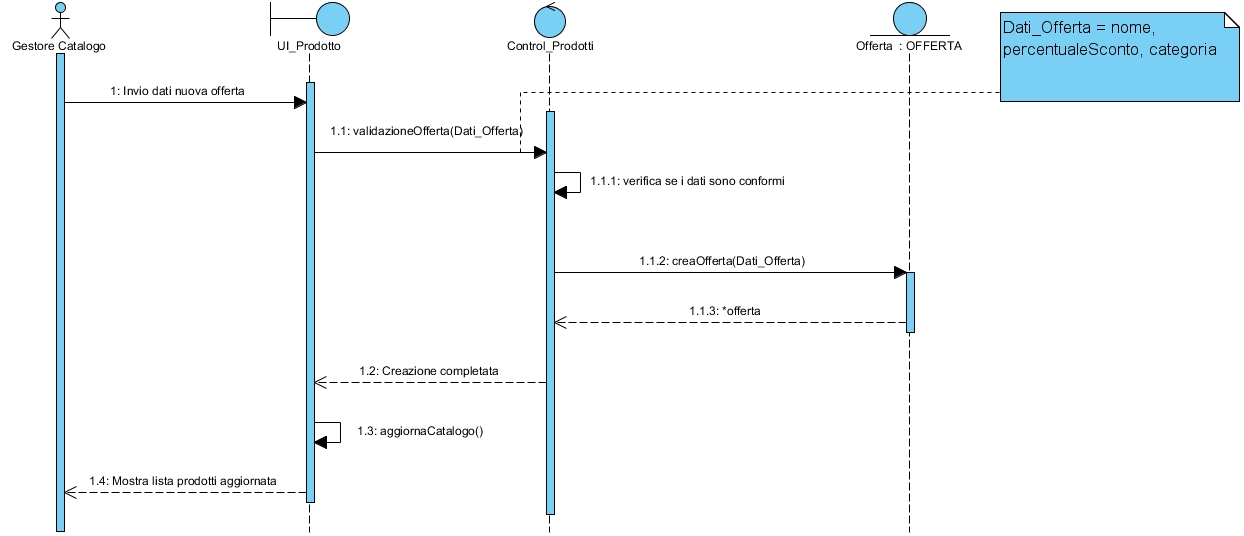 Gestore Catalogo
UI_Prodotto
Control_Prodotti
Offerta : OFFERTA
Dati_Offerta = nome,
percentualeSconto, categoria
1: Invio dati nuova offerta
1.1: validazioneOfferta(Dati_Offerta)
1.1.1: verifica se i dati sono conformi
1.1.2: creaOfferta(Dati_Offerta)
1.1.3: *offerta
1.2: Creazione completata
1.3: aggiornaCatalogo()
1.4: Mostra lista prodotti aggiornata